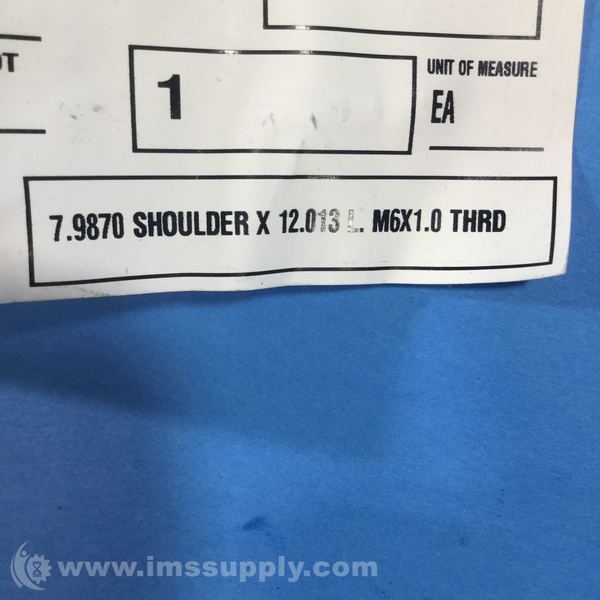 OT
1
UNIT OF MEASURE
EA
7.9870 SHOULDER X 12.013 L. M6X1.0 THRD
www.imssupply.com